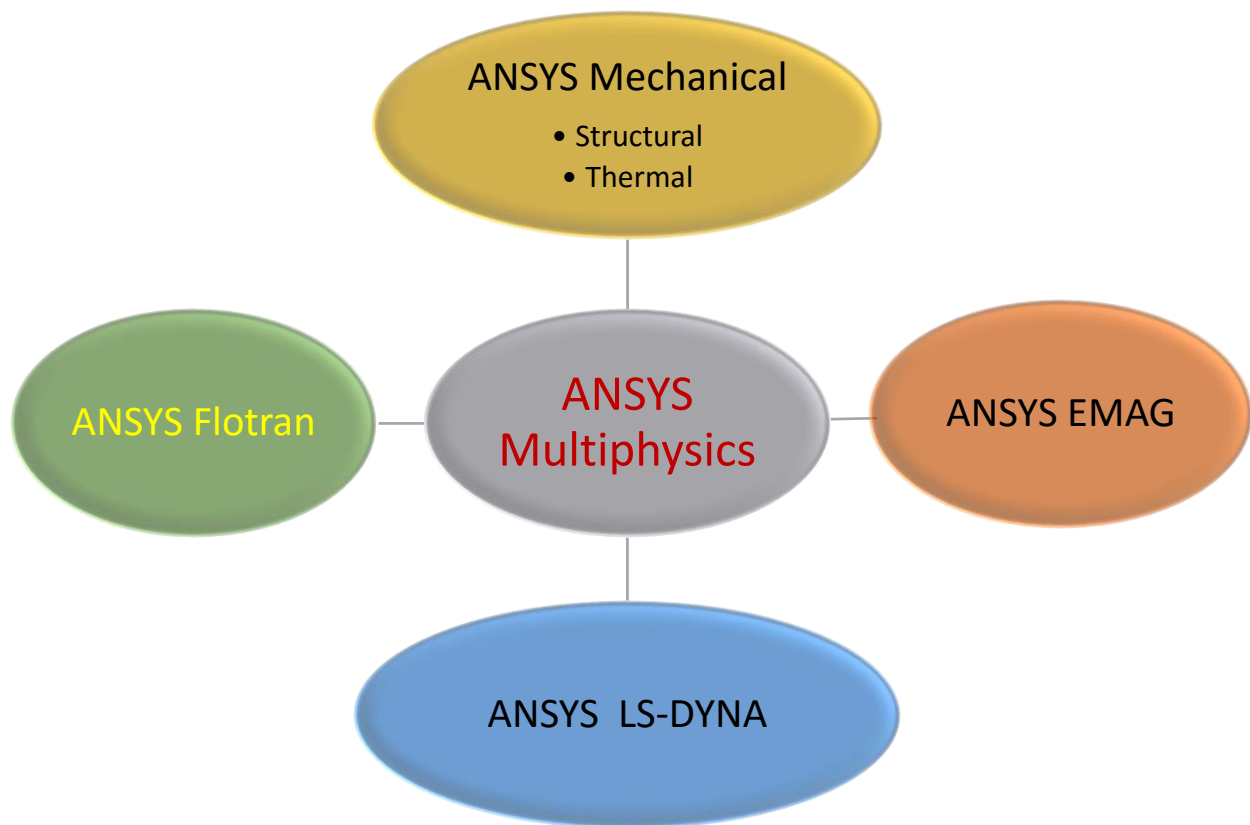 ANSYS Mechanical
• Structural
• Thermal
ANSYS Flotran
ANSYS
Multiphysics
ANSYS EMAG
ANSYS  LS-DYNA